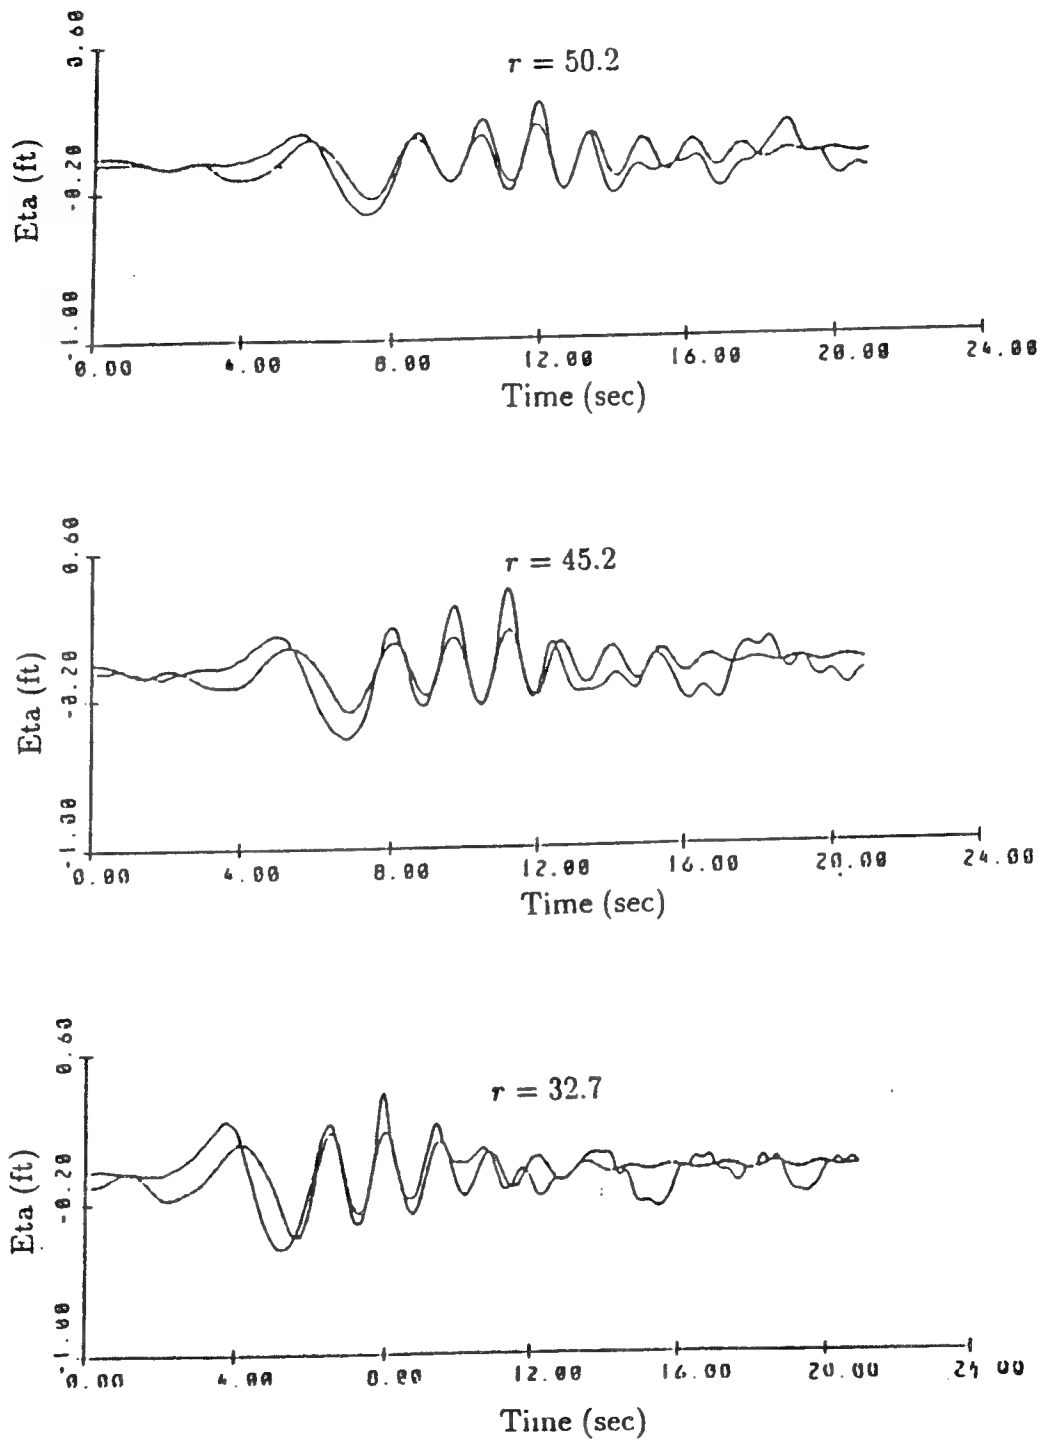 0.60
r = 50.2
Eta (ft)
-0.20
-1.00
0.00 4.00 8.00 12.00 16.00 20.00 24.00
Time (sec)
0.60
r = 45.2
Eta (ft)
-0.20
-1.00
0.00 4.00 8.00 12.00 16.00 20.00 24.00
Time (sec)
0.60
r = 32.7
Eta (ft)
-0.20
-1.00
0.00 4.00 8.00 12.00 16.00 20.00 24.00
Time (sec)